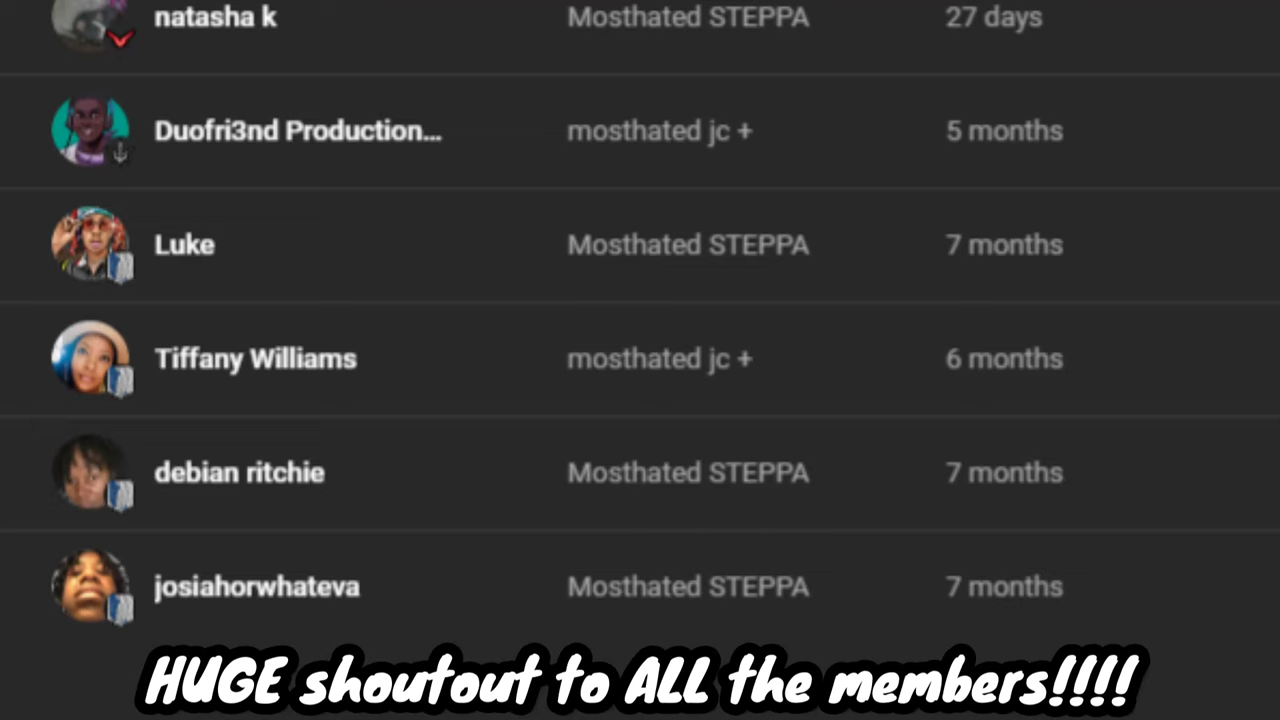 natasha k Mosthated STEPPA 27 days
Duofri3nd Production... mosthated jc + 5 months
Luke Mosthated STEPPA 7 months
Tiffany Williams mosthated jc + 6 months
debian ritchie Mosthated STEPPA 7 months
josiahorwhateva Mosthated STEPPA 7 months
HUGE shoutout to ALL the members!!!!